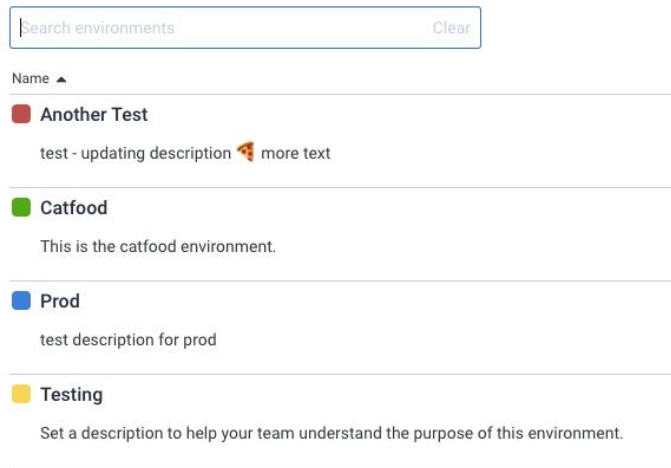 Search environments Clear
Name ▲
Another Test
test - updating description 🍕 more text
Catfood
This is the catfood environment.
Prod
test description for prod
Testing
Set a description to help your team understand the purpose of this environment.